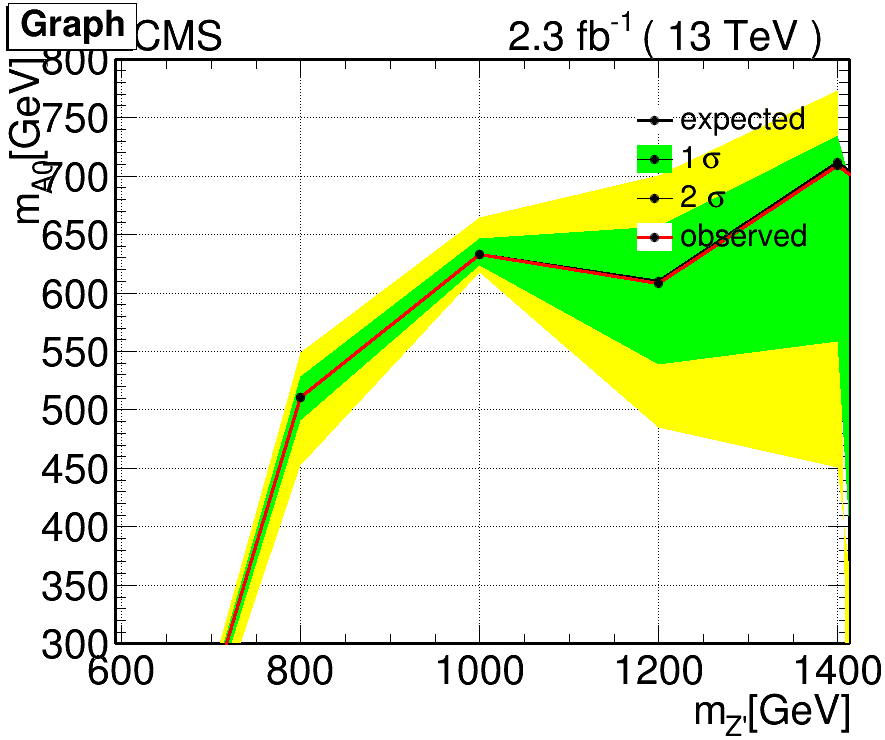 Graph
CMS
2.3 fb-1 ( 13 TeV )
mA0[GeV]
800
750
700
650
600
550
500
450
400
350
300
expected
1 σ
2 σ
observed
600
800
1000
1200
1400
mZ'[GeV]